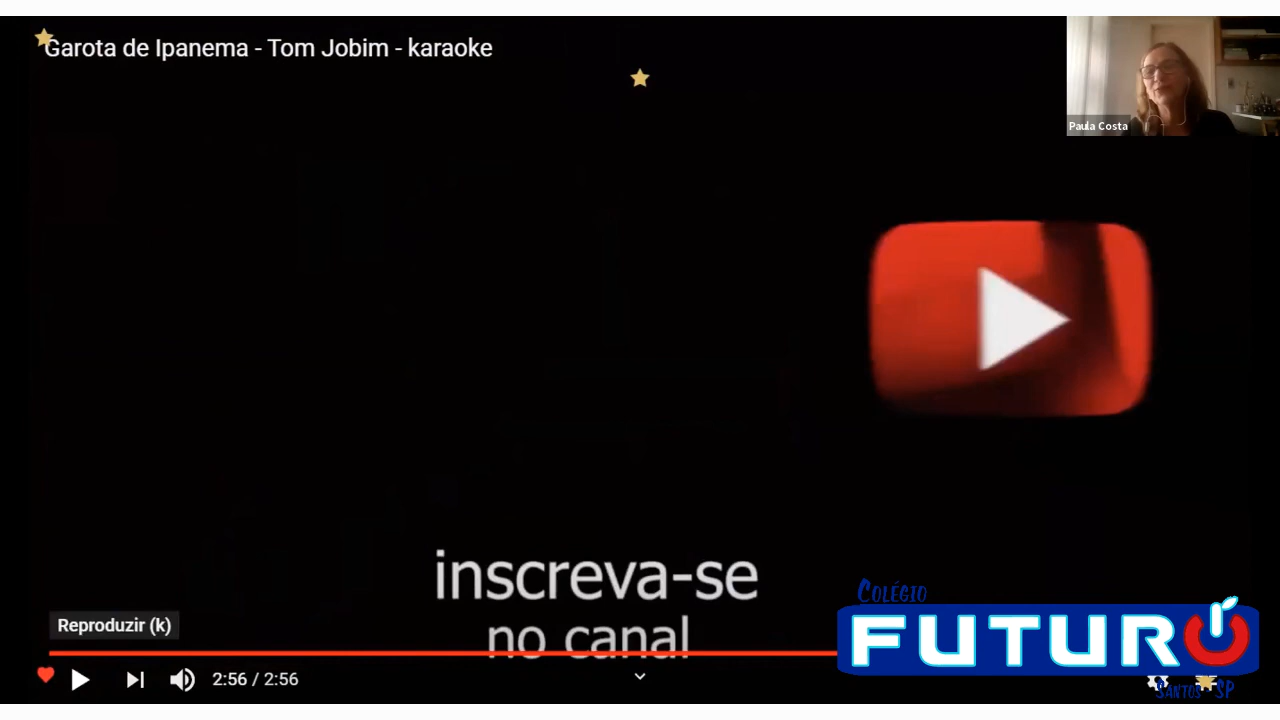 Garota de Ipanema - Tom Jobim - karaoke
Paula Costa
inscreva-se
no canal
Reproduzir (k)
2:56 / 2:56
COLÉGIO
FUTURO
SANTOS SP